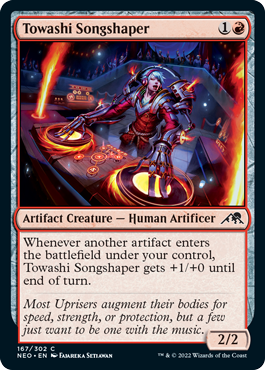 Towashi Songshaper 1
Artifact Creature — Human Artificer
Whenever another artifact enters
the battlefield under your control,
Towashi Songshaper gets +1/+0 until
end of turn.
Most Uprisers augment their bodies for
speed, strength, or protection, but a few
just want to be one with the music.
2/2
167/302 C
NEO • EN Fajareka Setiawan
™ & © 2022 Wizards of the Coast